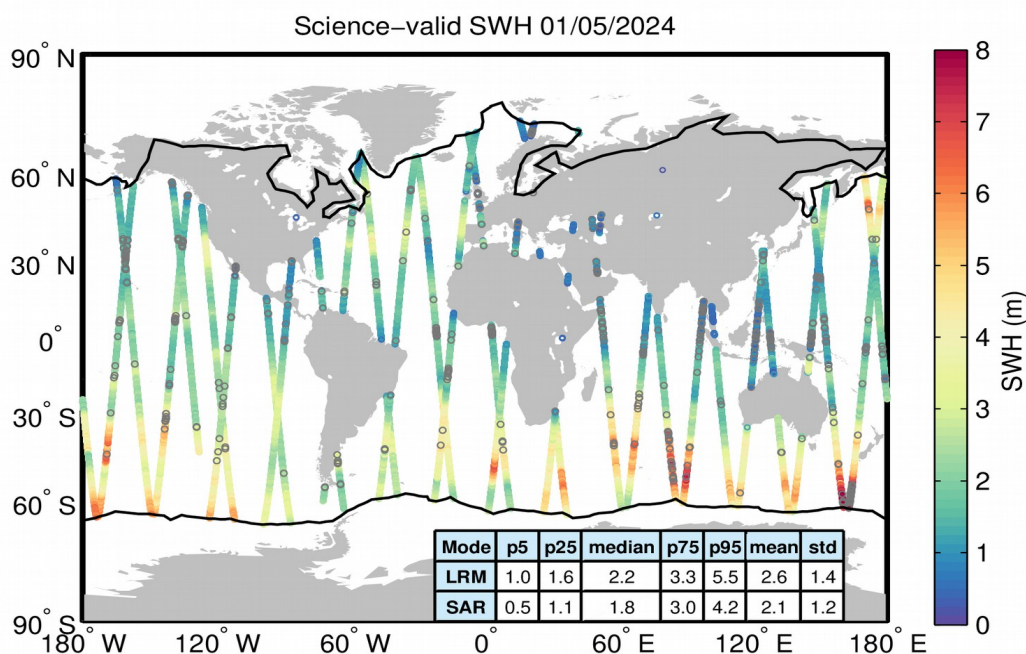 Science-valid SWH 01/05/2024
90° N
60° N
30° N
0°
30° S
60° S
90° S
180° W
120° W
60° W
0°
60° E
120° E
180° E
8
7
6
5
4
3
2
1
0
SWH (m)
Mode p5 p25 median p75 p95 mean std
LRM 1.0 1.6 2.2 3.3 5.5 2.6 1.4
SAR 0.5 1.1 1.8 3.0 4.2 2.1 1.2